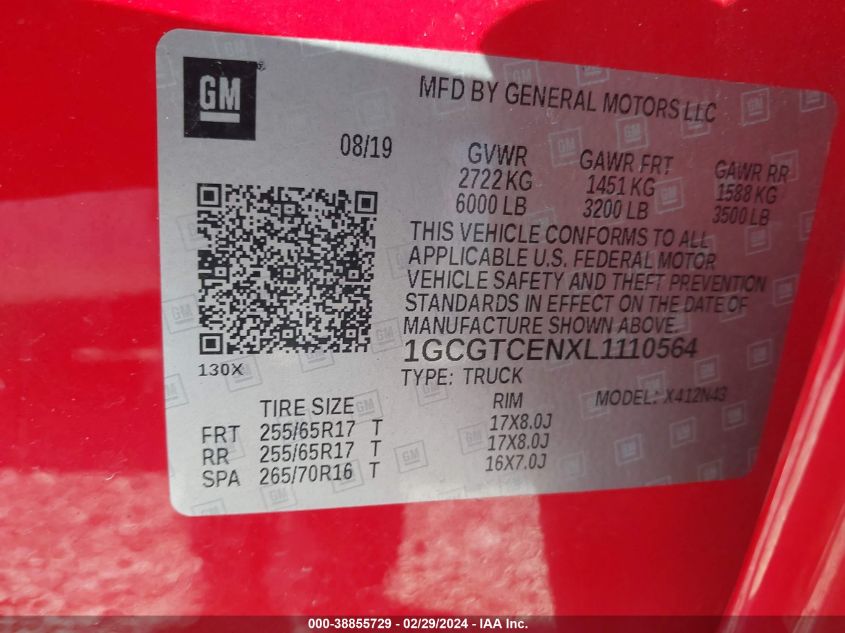 GM
MFD BY GENERAL MOTORS LLC
08/19
GVWR GAWR FRT GAWR RR
2722 KG 1451 KG 1588 KG
6000 LB 3200 LB 3500 LB
THIS VEHICLE CONFORMS TO ALL
APPLICABLE U.S. FEDERAL MOTOR
VEHICLE SAFETY AND THEFT PREVENTION
STANDARDS IN EFFECT ON THE DATE OF
MANUFACTURE SHOWN ABOVE.
1GCGTCENXL1110564
130X
TYPE: TRUCK
MODEL: X412N43
TIRE SIZE RIM
FRT 255/65R17 T 17X8.0J
RR 255/65R17 T 17X8.0J
SPA 265/70R16 T 16X7.0J
000-38855729 - 02/29/2024 - IAA Inc.